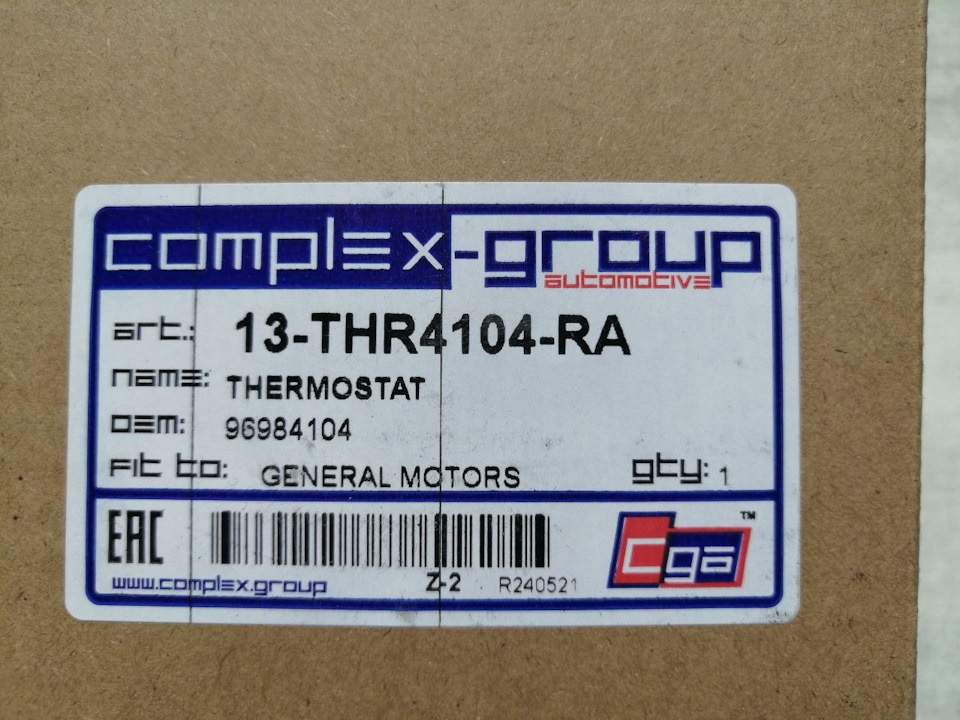 complex-group
automotive
art.: 13-THR4104-RA
name: THERMOSTAT
OEM: 96984104
Fit to: GENERAL MOTORS qty: 1
EAC
www.complex.group Z-2 R240521
cga TM